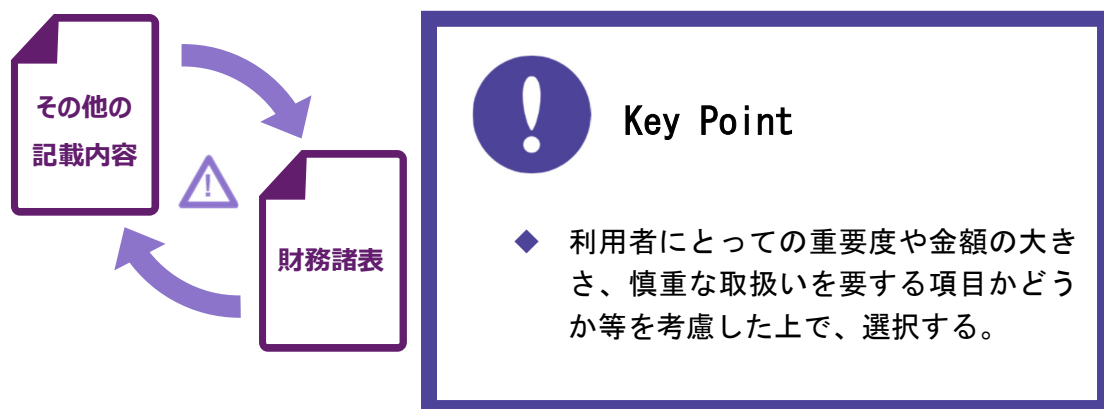 その他の
記載内容
財務諸表
Key Point
◆ 利用者にとっての重要度や金額の大き
さ、慎重な取扱いを要する項目かどう
か等を考慮した上で、選択する。